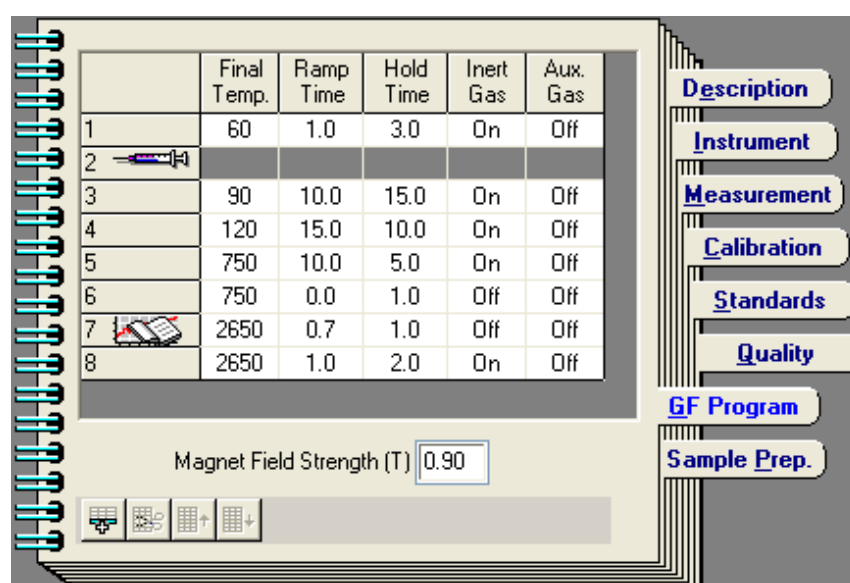 Final Temp. Ramp Time Hold Time Inert Gas Aux. Gas
1 60 1.0 3.0 On Off
2
3 90 10.0 15.0 On Off
4 120 15.0 10.0 On Off
5 750 10.0 5.0 On Off
6 750 0.0 1.0 Off Off
7 2650 0.7 1.0 Off Off
8 2650 1.0 2.0 On Off
Magnet Field Strength (T) 0.90
Description
Instrument
Measurement
Calibration
Standards
Quality
GF Program
Sample Prep.